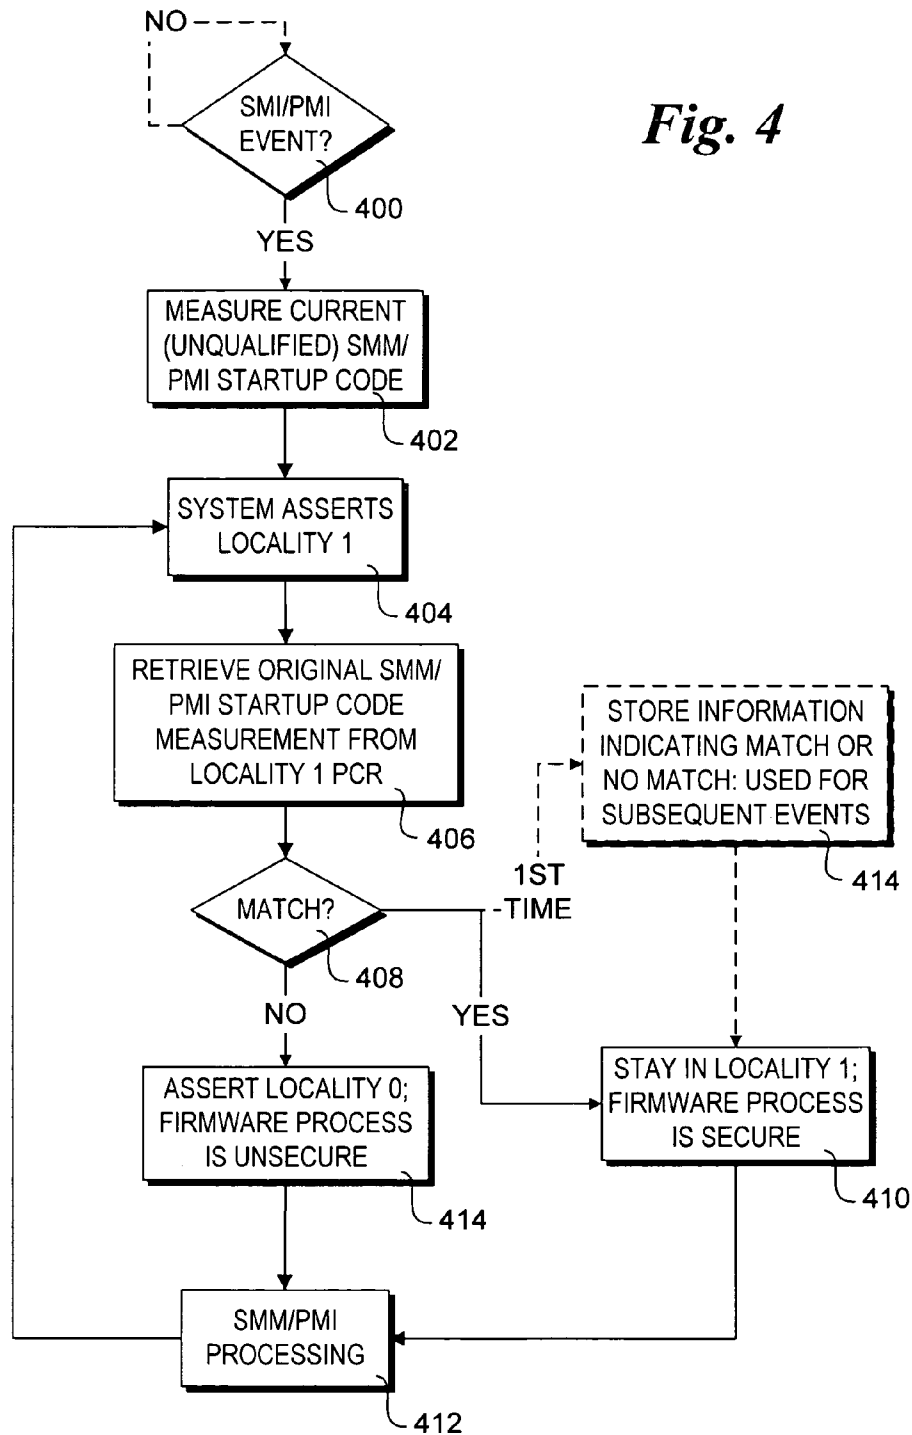 NO
SMI/PMI
EVENT?
Fig. 4
400
YES
MEASURE CURRENT
(UNQUALIFIED) SMM/
PMI STARTUP CODE
402
SYSTEM ASSERTS
LOCALITY 1
404
RETRIEVE ORIGINAL SMM/
PMI STARTUP CODE
MEASUREMENT FROM
LOCALITY 1 PCR
406
STORE INFORMATION
INDICATING MATCH OR
NO MATCH: USED FOR
SUBSEQUENT EVENTS
414
1ST
TIME
MATCH?
408
NO
YES
ASSERT LOCALITY 0;
FIRMWARE PROCESS
IS UNSECURE
414
STAY IN LOCALITY 1;
FIRMWARE PROCESS
IS SECURE
410
SMM/PMI
PROCESSING
412